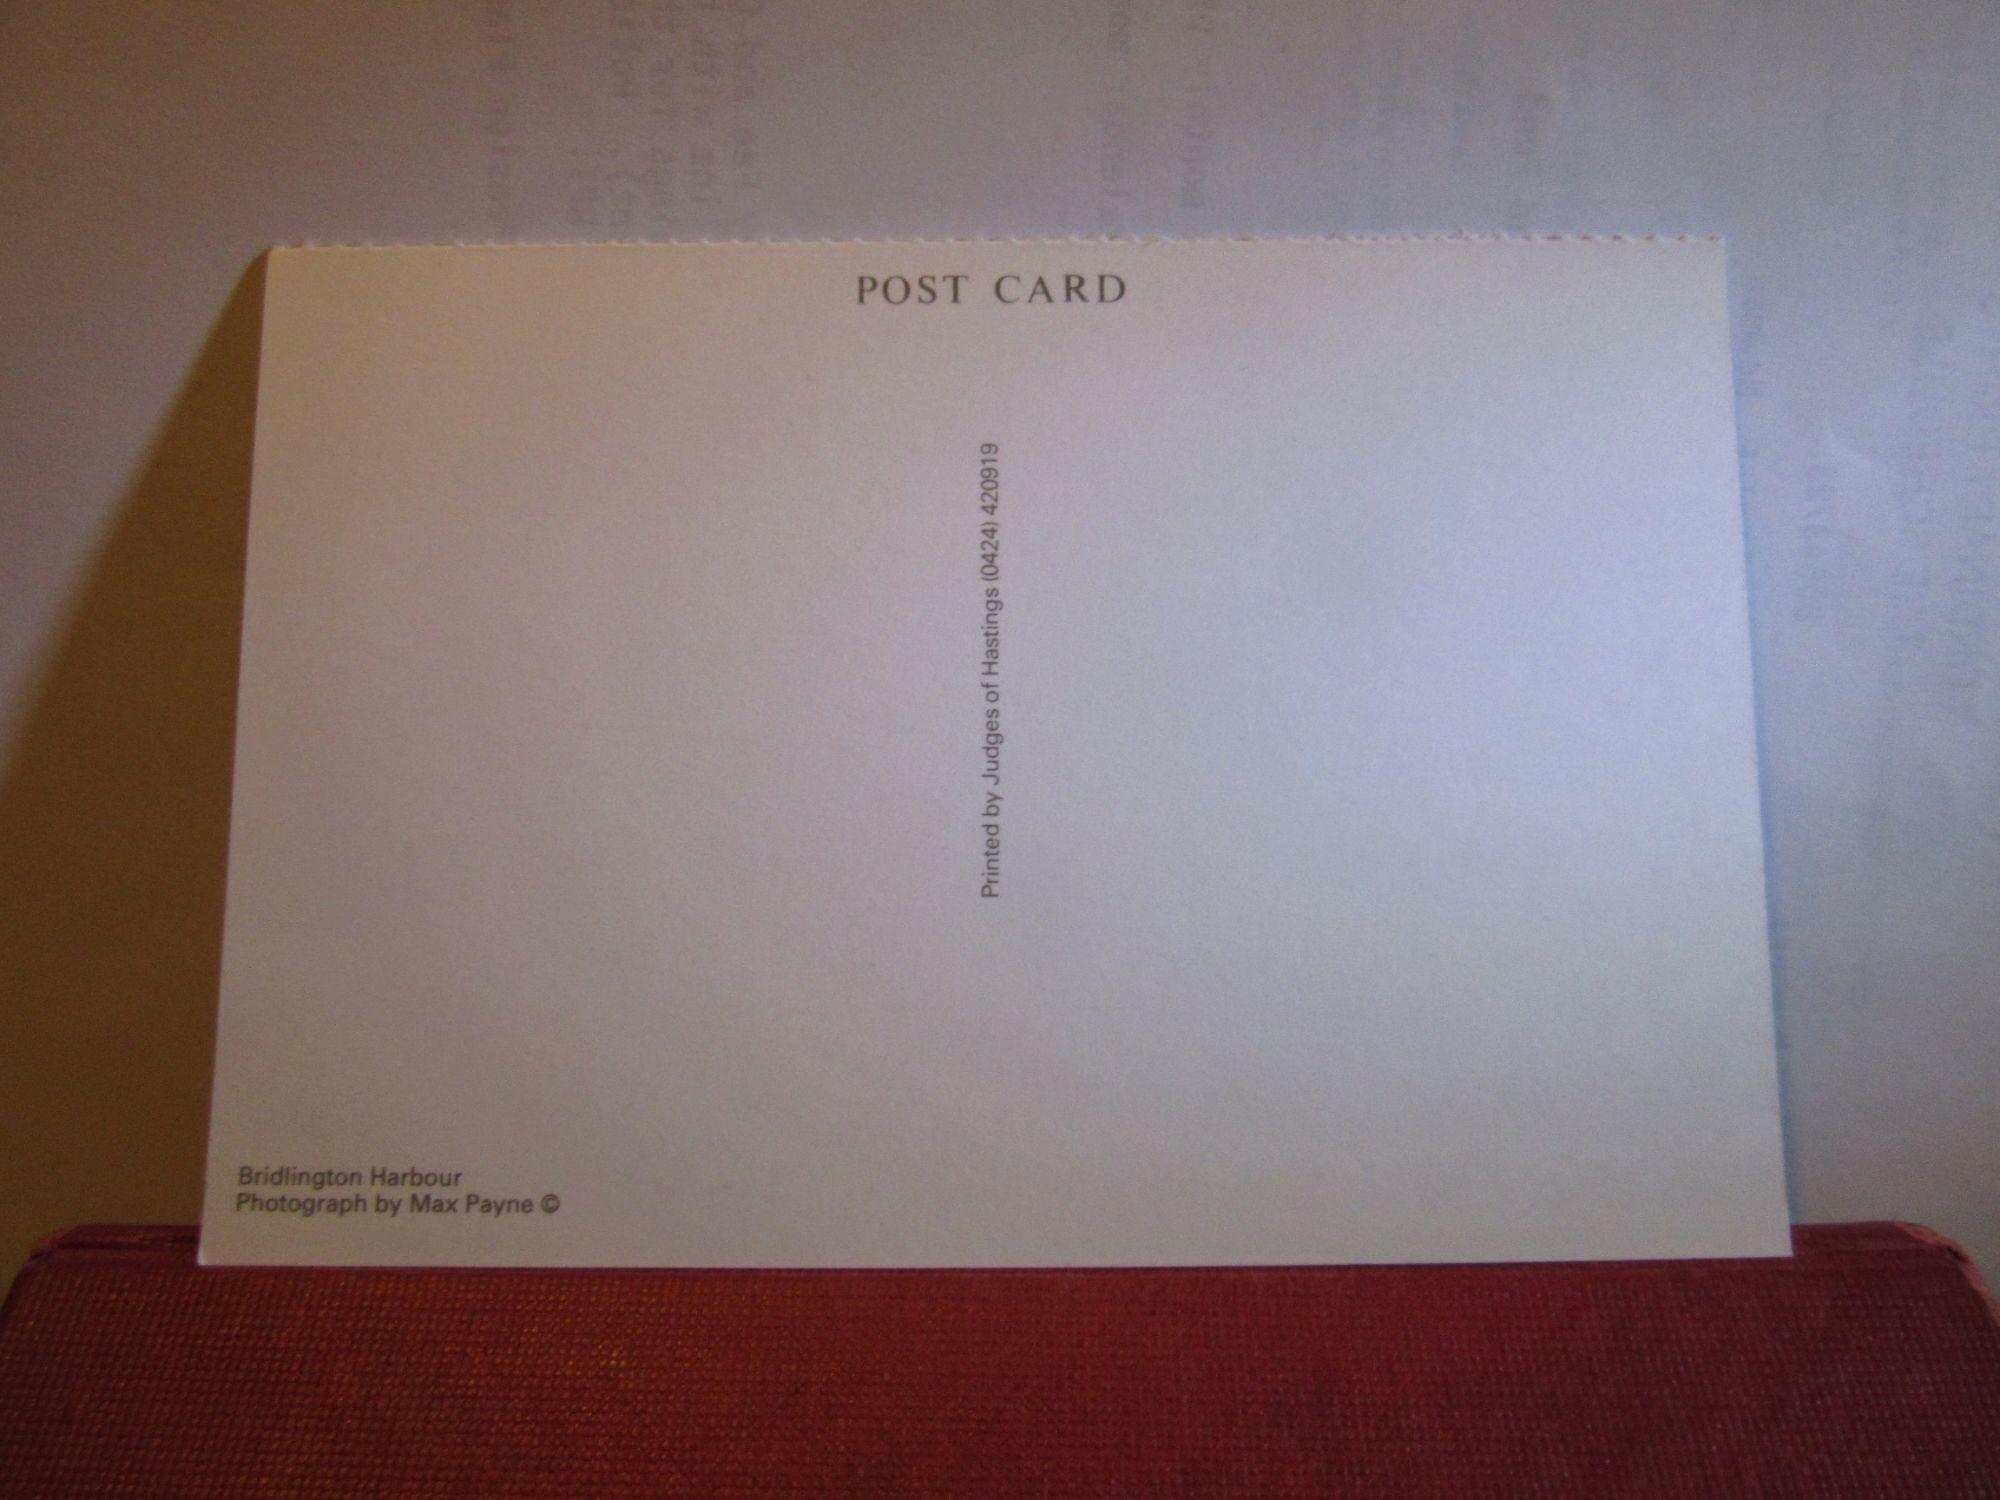 POST CARD
Printed by Judges of Hastings (0424) 420919
Bridlington Harbour
Photograph by Max Payne ©